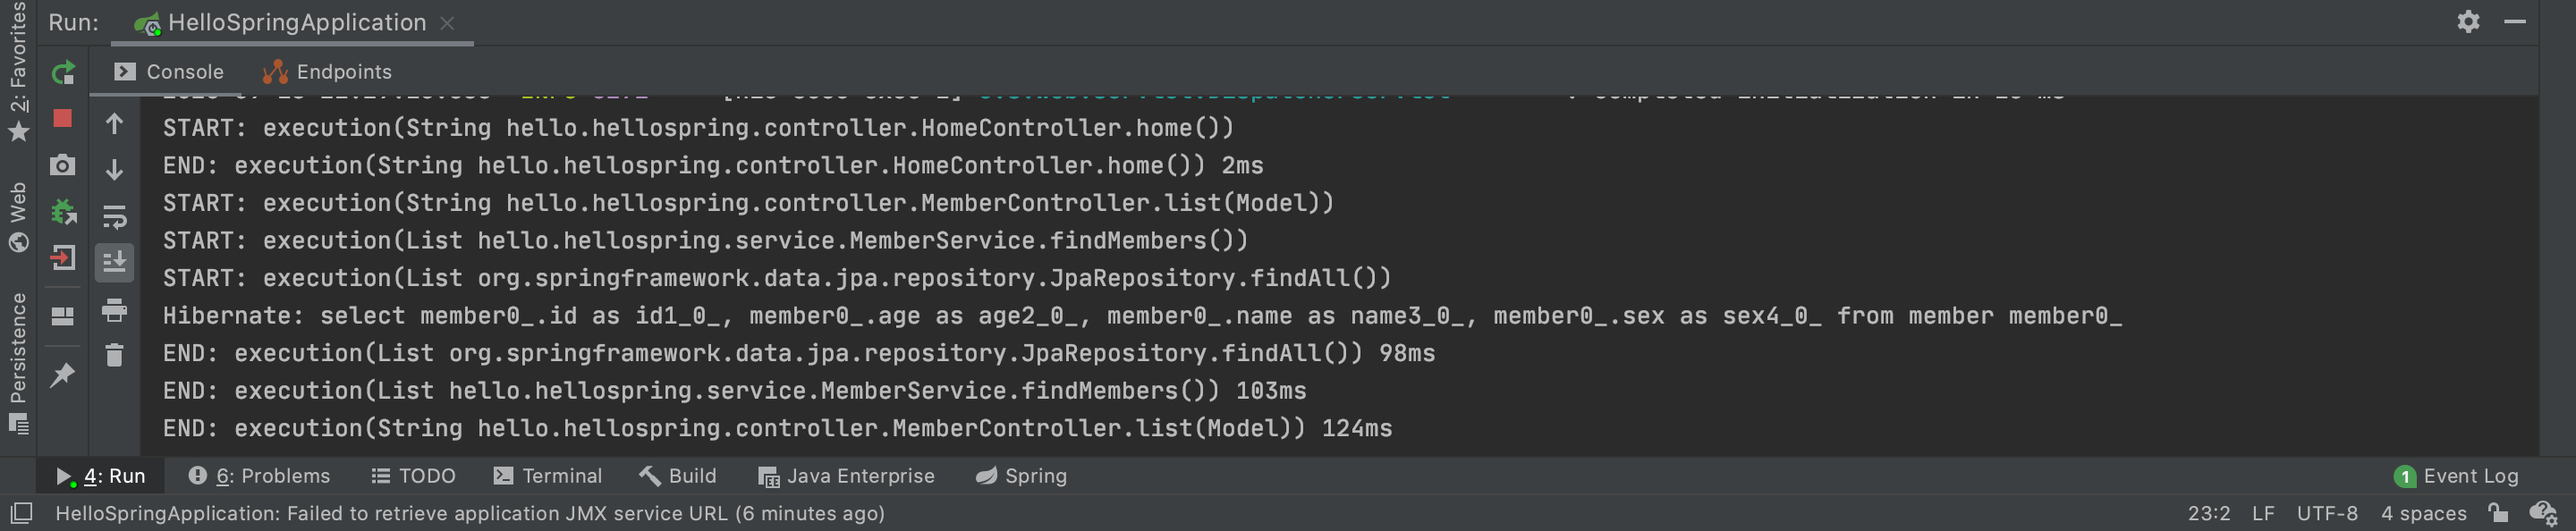 Run: HelloSpringApplication
Console Endpoints
START: execution(String hello.hellospring.controller.HomeController.home())
END: execution(String hello.hellospring.controller.HomeController.home()) 2ms
START: execution(String hello.hellospring.controller.MemberController.list(Model))
START: execution(List hello.hellospring.service.MemberService.findMembers())
START: execution(List org.springframework.data.jpa.repository.JpaRepository.findAll())
Hibernate: select member0_.id as id1_0_, member0_.age as age2_0_, member0_.name as name3_0_, member0_.sex as sex4_0_ from member member0_
END: execution(List org.springframework.data.jpa.repository.JpaRepository.findAll()) 98ms
END: execution(List hello.hellospring.service.MemberService.findMembers()) 103ms
END: execution(String hello.hellospring.controller.MemberController.list(Model)) 124ms
2: Favorites
Web
Persistence
4: Run 6: Problems TODO Terminal Build Java Enterprise Spring 1 Event Log
HelloSpringApplication: Failed to retrieve application JMX service URL (6 minutes ago) 23:2 LF UTF-8 4 spaces